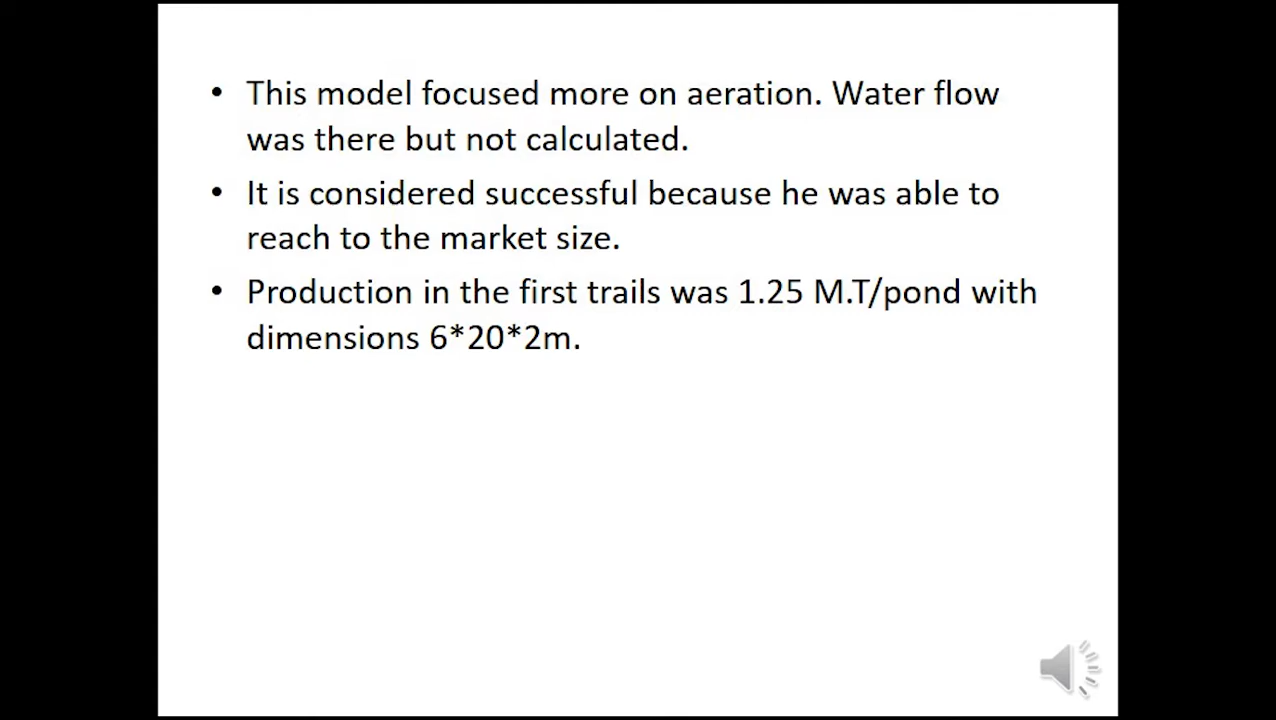 • This model focused more on aeration. Water flow
was there but not calculated.
• It is considered successful because he was able to
reach to the market size.
• Production in the first trails was 1.25 M.T/pond with
dimensions 6*20*2m.